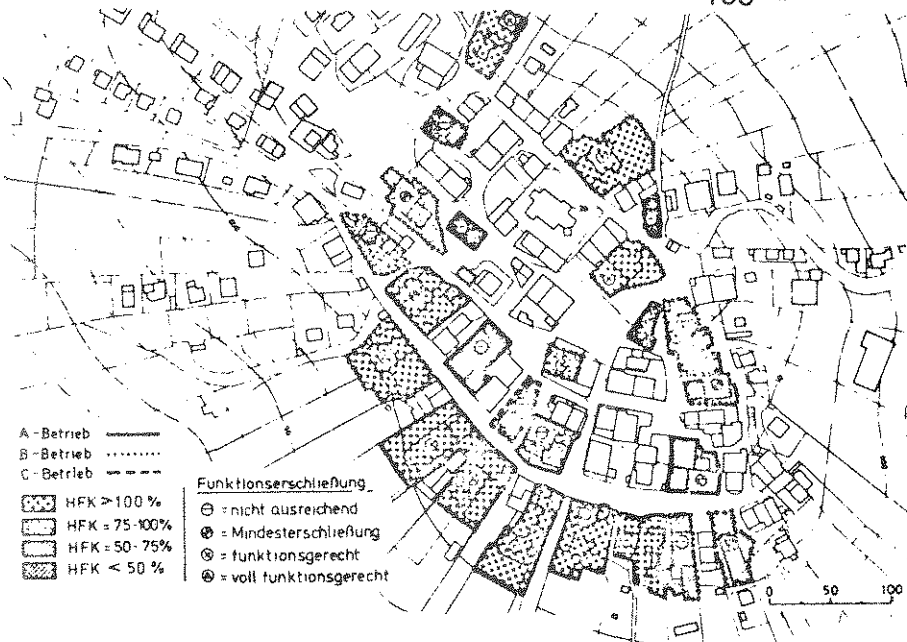 A-Betrieb
B-Betrieb
C-Betrieb
HFK > 100 %
HFK = 75-100%
HFK = 50-75%
HFK < 50 %
Funktionserschließung
⊖ = nicht ausreichend
= Mindesterschließung
⊗ = funktionsgerecht
= voll funktionsgerecht
0 50 100